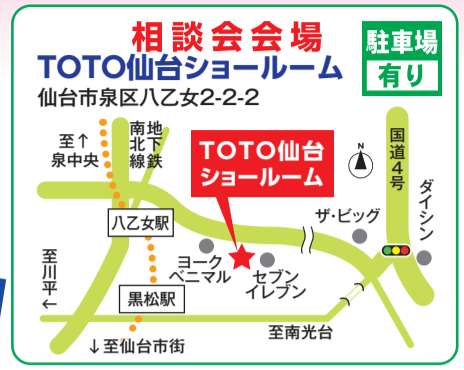 相談会会場
駐車場
有り
TOTO仙台ショールーム
仙台市泉区八乙女2-2-2
至↑
泉中央
地下鉄
南北線
TOTO仙台
ショールーム
N
国道4号
ダイシン
ザ・ビッグ
八乙女駅
ヨーク
ベニマル
セブン
イレブン
至川平←
黒松駅
至南光台
↓至仙台市街